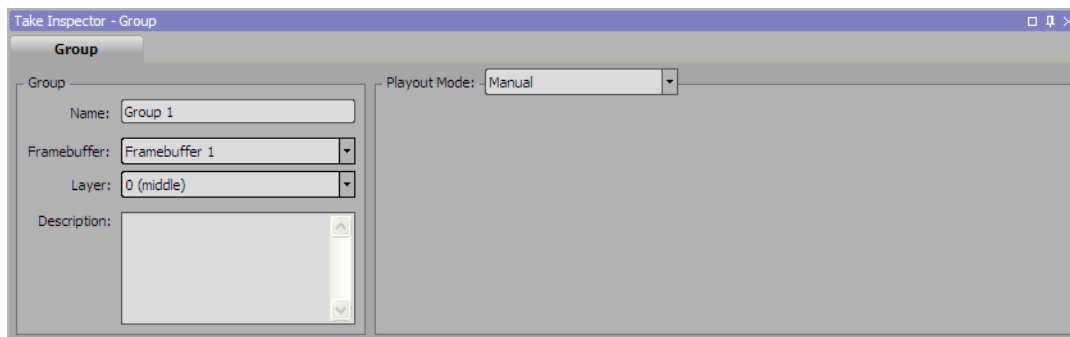 Take Inspector - Group
Group
Group
Name: Group 1
Framebuffer: Framebuffer 1
Layer: 0 (middle)
Description:
Playout Mode: Manual